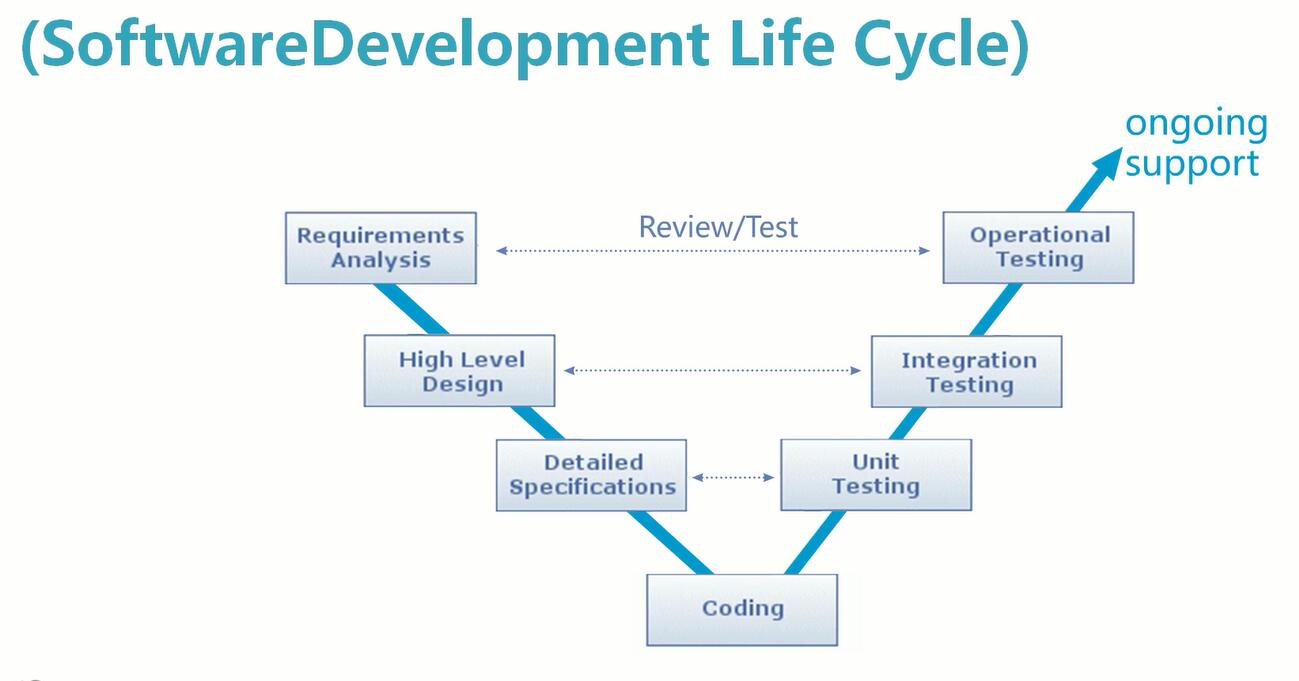 (SoftwareDevelopment Life Cycle)
ongoing
support
Review/Test
Requirements
Analysis
Operational
Testing
High Level
Design
Integration
Testing
Detailed
Specifications
Unit
Testing
Coding